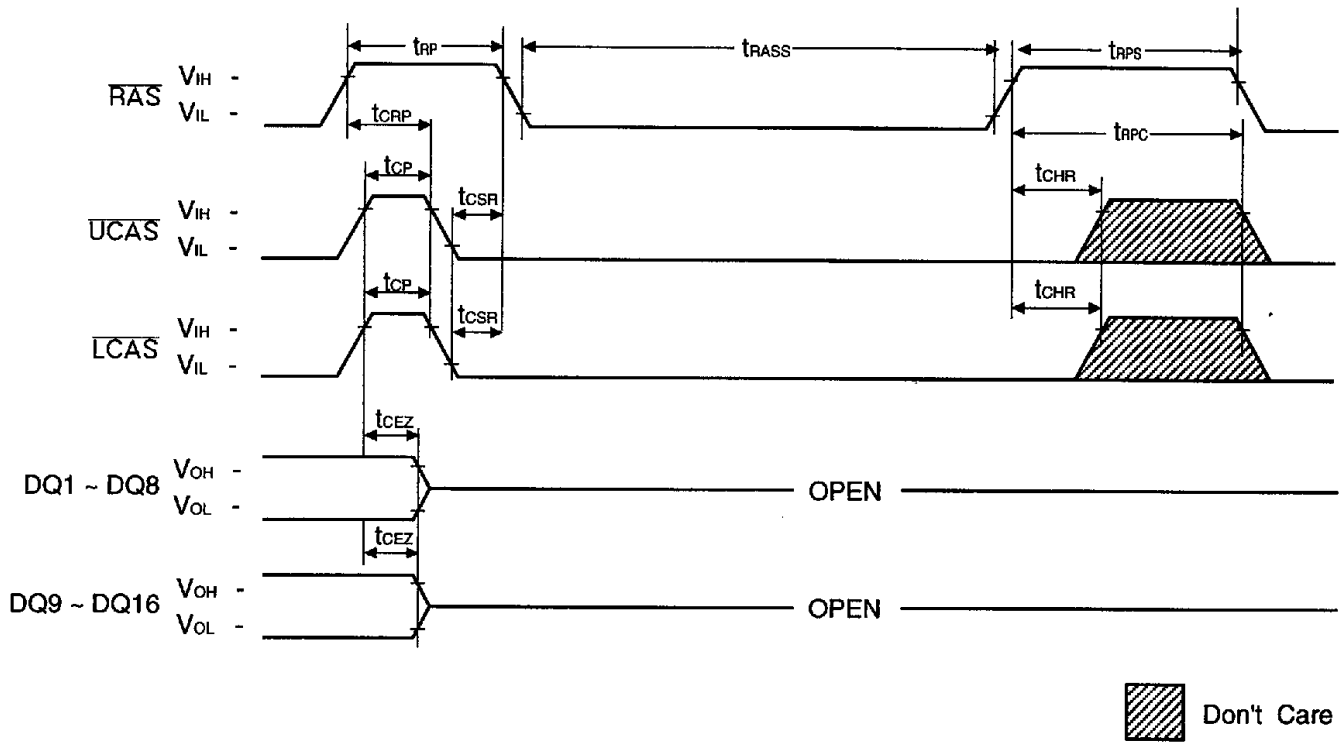 tRP tRASS tRPS
RAS VIH -
VIL -
tCRP tRPC
tCP tCSR tCHR
UCAS VIH -
VIL -
tCP tCSR tCHR
LCAS VIH -
VIL -
tCEZ
DQ1 ~ DQ8 VOH -
VOL -
OPEN
tCEZ
DQ9 ~ DQ16 VOH -
VOL -
OPEN
Don't Care